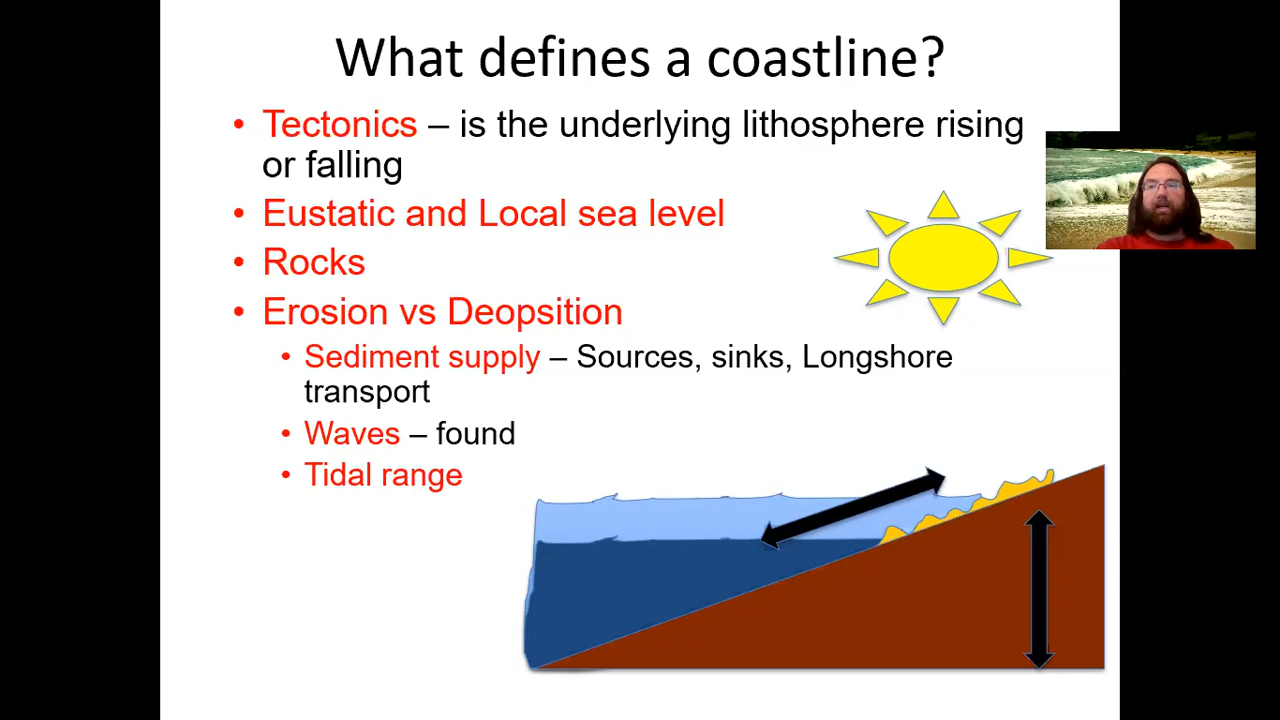 What defines a coastline?
• Tectonics – is the underlying lithosphere rising
or falling
• Eustatic and Local sea level
• Rocks
• Erosion vs Deopsition
• Sediment supply – Sources, sinks, Longshore
transport
• Waves – found
• Tidal range